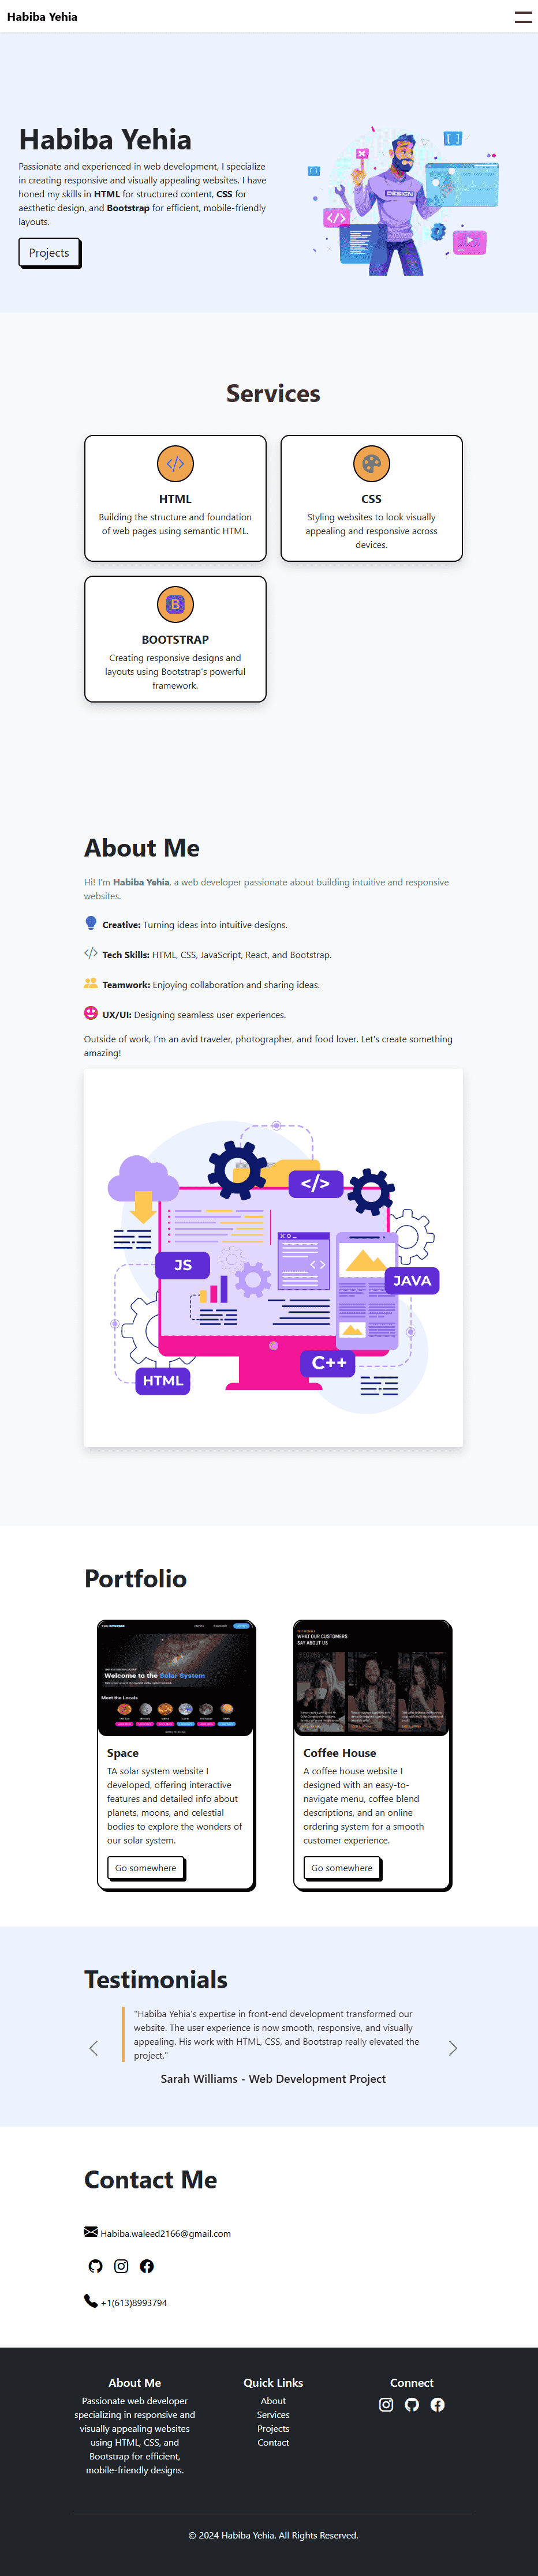 Habiba Yehia
Habiba Yehia
Passionate and experienced in web development, I specialize
in creating responsive and visually appealing websites. I have
honed my skills in HTML for structured content, CSS for
aesthetic design, and Bootstrap for efficient, mobile-friendly
layouts.
Projects
DESIGN
Services
HTML
Building the structure and foundation
of web pages using semantic HTML.
CSS
Styling websites to look visually
appealing and responsive across
devices.
BOOTSTRAP
Creating responsive designs and
layouts using Bootstrap's powerful
framework.
About Me
Hi! I'm Habiba Yehia, a web developer passionate about building intuitive and responsive
websites.
Creative: Turning ideas into intuitive designs.
Tech Skills: HTML, CSS, JavaScript, React, and Bootstrap.
Teamwork: Enjoying collaboration and sharing ideas.
UX/UI: Designing seamless user experiences.
Outside of work, I'm an avid traveler, photographer, and food lover. Let's create something
amazing!
</>
JS
JAVA
C++
HTML
Portfolio
Welcome to the Solar System
Meet the Locals
Space
TA solar system website I
developed, offering interactive
features and detailed info about
planets, moons, and celestial
bodies to explore the wonders of
our solar system.
Go somewhere
WHAT OUR CUSTOMERS
SAY ABOUT US
Coffee House
A coffee house website I
designed with an easy-to-
navigate menu, coffee blend
descriptions, and an online
ordering system for a smooth
customer experience.
Go somewhere
Testimonials
"Habiba Yehia's expertise in front-end development transformed our
website. The user experience is now smooth, responsive, and visually
appealing. His work with HTML, CSS, and Bootstrap really elevated the
project."
Sarah Williams - Web Development Project
Contact Me
Habiba.waleed2166@gmail.com
+1(613)8993794
About Me
Passionate web developer
specializing in responsive and
visually appealing websites
using HTML, CSS, and
Bootstrap for efficient,
mobile-friendly designs.
Quick Links
About
Services
Projects
Contact
Connect
© 2024 Habiba Yehia. All Rights Reserved.